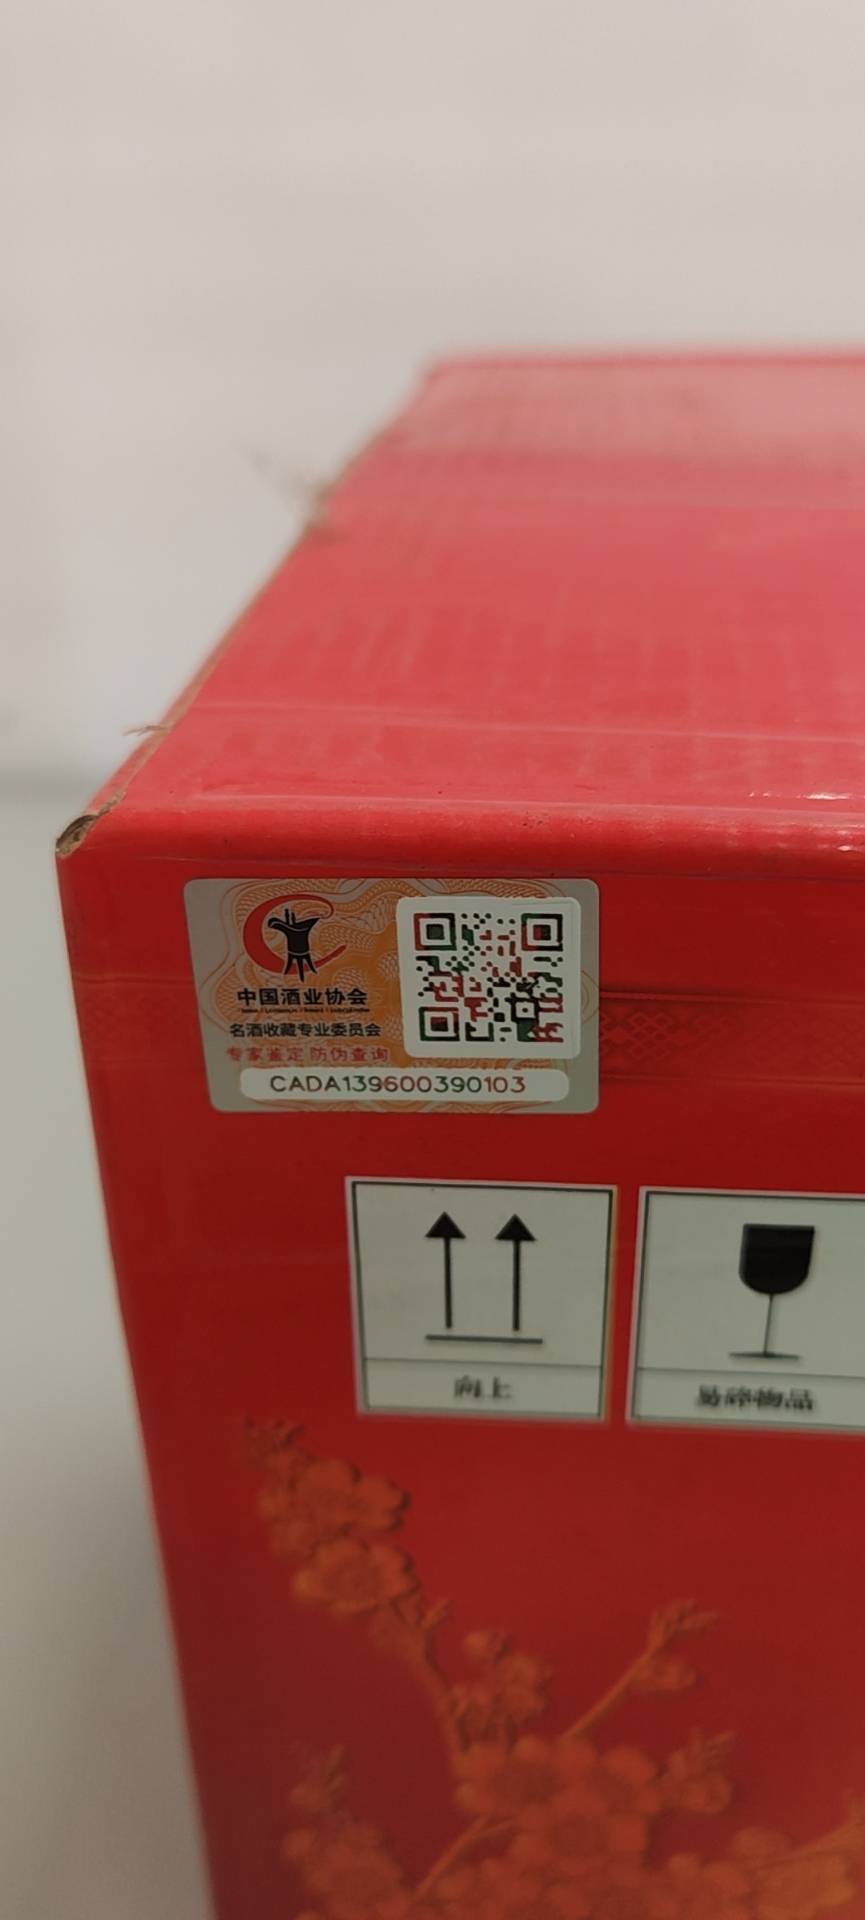 中国酒业协会
名酒收藏专业委员会
专家鉴定 防伪查询
CADA139600390103
向上
易碎物品